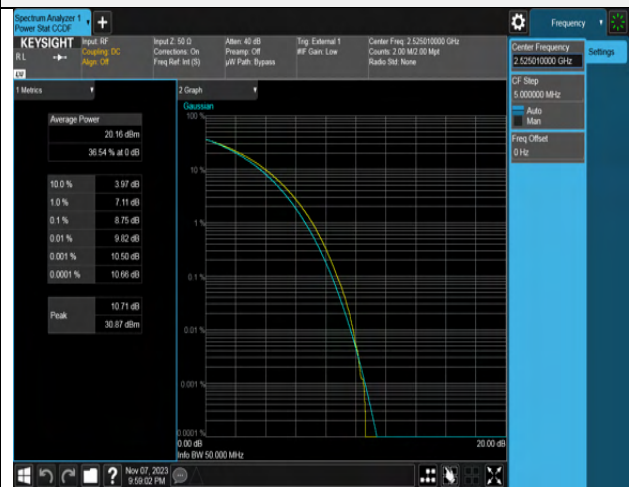 Spectrum Analyzer 1
Power Stat CCDF
Frequency
KEYSIGHT
RL
LXI
Input: RF
Coupling: DC
Align: Off
Input Z: 50 Ω
Corrections: On
Freq Ref: Int (S)
Atten: 40 dB
Preamp: Off
µW Path: Bypass
Trig: External 1
#IF Gain: Low
Center Freq: 2.525010000 GHz
Counts: 2.00 M/2.00 Mpt
Radio Std: None
Center Frequency
2.525010000 GHz
Settings
CF Step
5.000000 MHz
Auto
Man
Freq Offset
0 Hz
1 Metrics
Average Power
20.16 dBm
36.54 % at 0 dB
10.0 % 3.97 dB
1.0 % 7.11 dB
0.1 % 8.75 dB
0.01 % 9.82 dB
0.001 % 10.50 dB
0.0001 % 10.66 dB
Peak
10.71 dB
30.87 dBm
2 Graph
Gaussian
100 %
10 %
1 %
0.1 %
0.01 %
0.001 %
0.0001 %
0.00 dB
20.00 dB
Info BW 50.000 MHz
?
Nov 07, 2023
9:59:02 PM